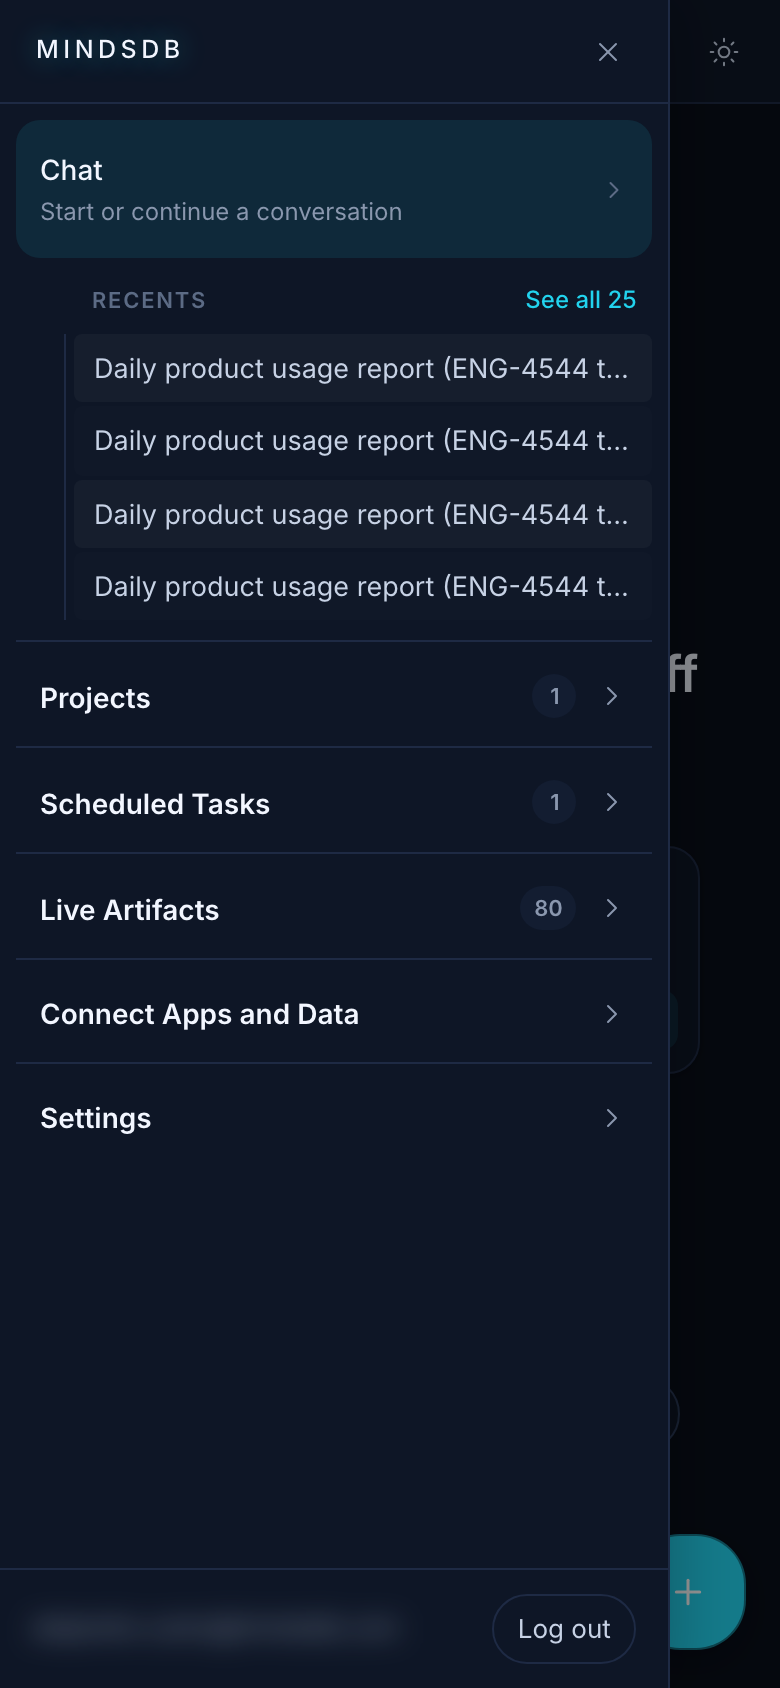 MINDSDB
Chat
Start or continue a conversation
RECENTS
See all 25
Daily product usage report (ENG-4544 t...
Daily product usage report (ENG-4544 t...
Daily product usage report (ENG-4544 t...
Daily product usage report (ENG-4544 t...
ff
Projects
1
Scheduled Tasks
1
Live Artifacts
80
Connect Apps and Data
Settings
Log out